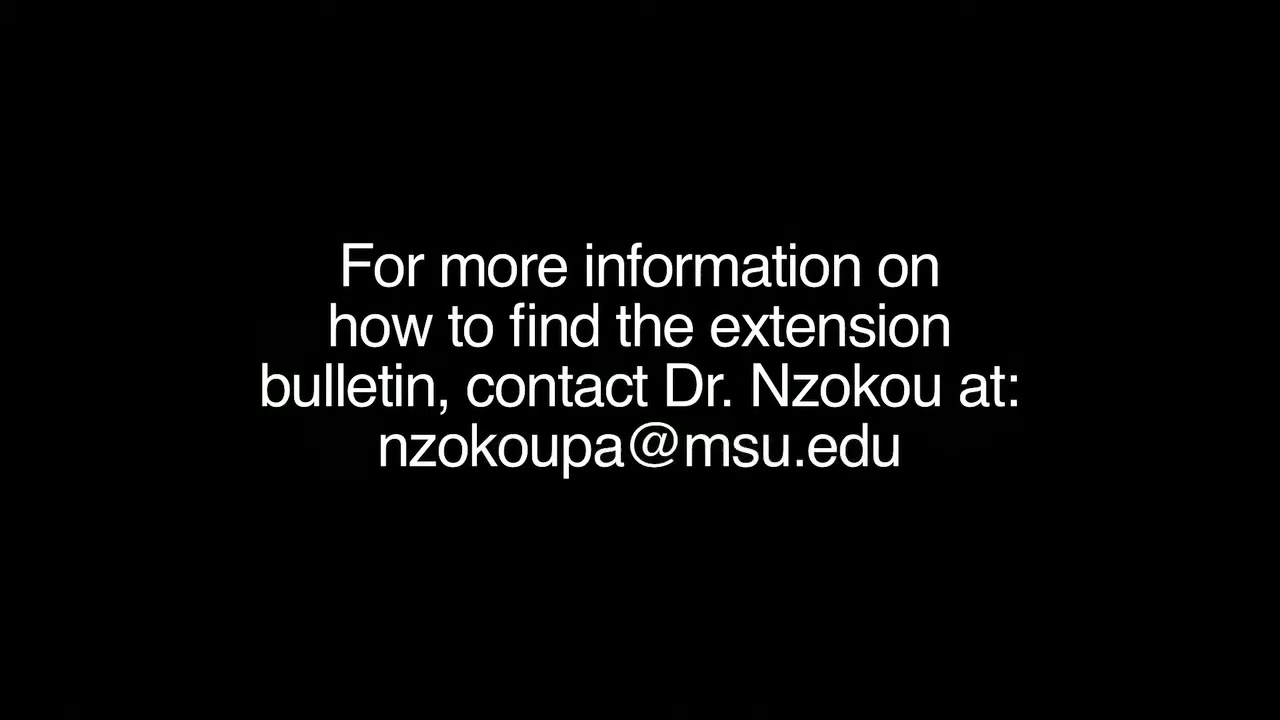 For more information on
how to find the extension
bulletin, contact Dr. Nzokou at:
nzokoupa@msu.edu